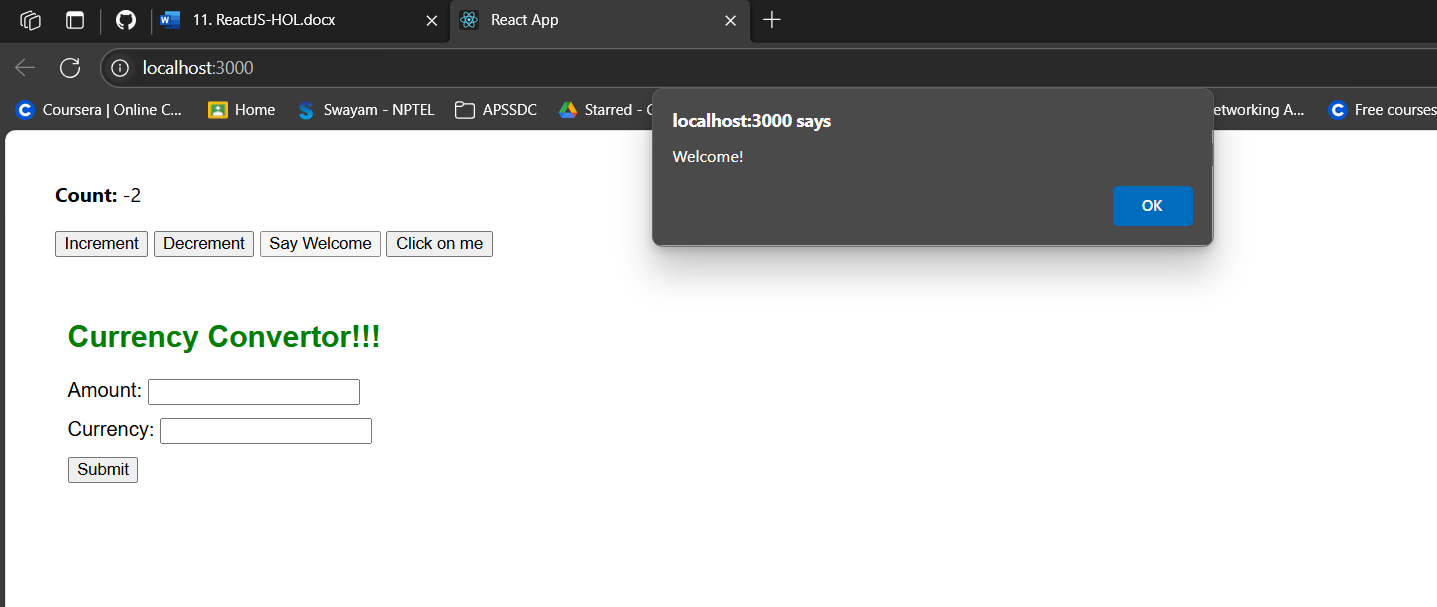 11. ReactJS-HOL.docx React App
localhost:3000
Coursera | Online C... Home Swayam - NPTEL APSSDC Starred - etworking A... Free courses
localhost:3000 says
Welcome!
OK
Count: -2
Increment Decrement Say Welcome Click on me
Currency Convertor!!!
Amount:
Currency:
Submit